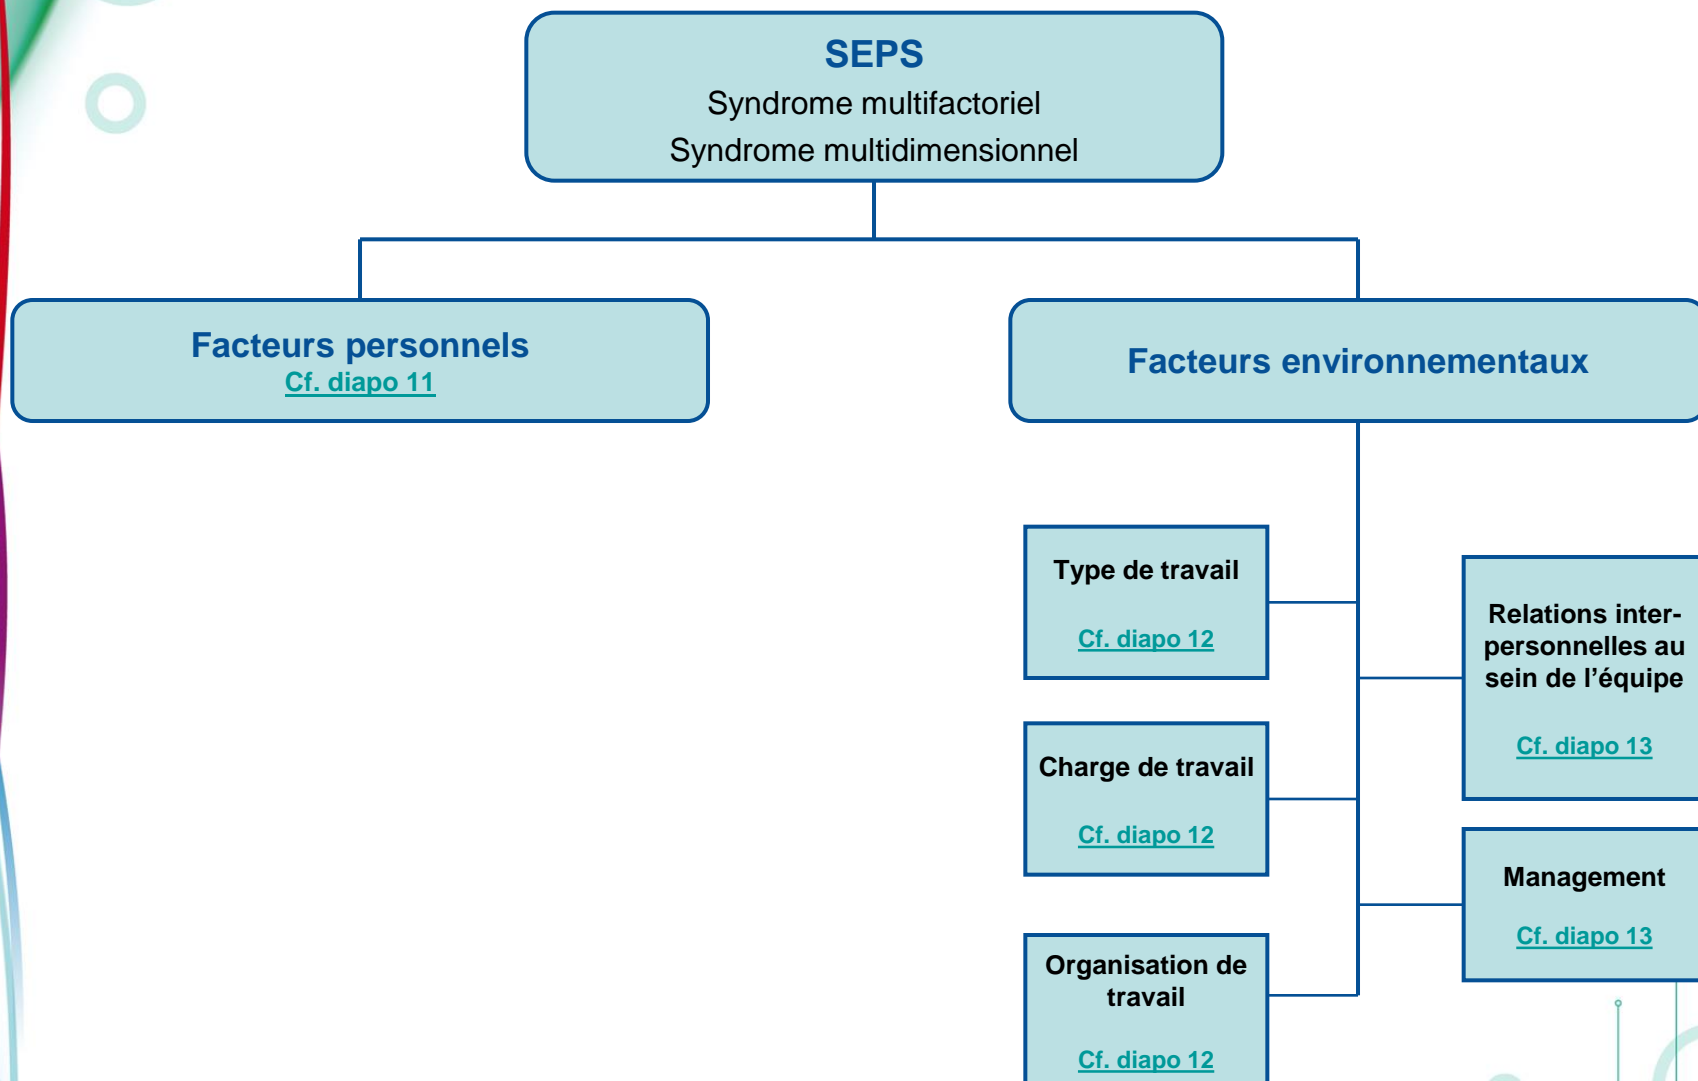 SEPS
Syndrome multifactoriel
Syndrome multidimensionnel
Facteurs personnels
Cf. diapo 11
Facteurs environnementaux
Type de travail
Cf. diapo 12
Relations inter-
personnelles au
sein de l’équipe
Cf. diapo 13
Charge de travail
Cf. diapo 12
Management
Cf. diapo 13
Organisation de
travail
Cf. diapo 12